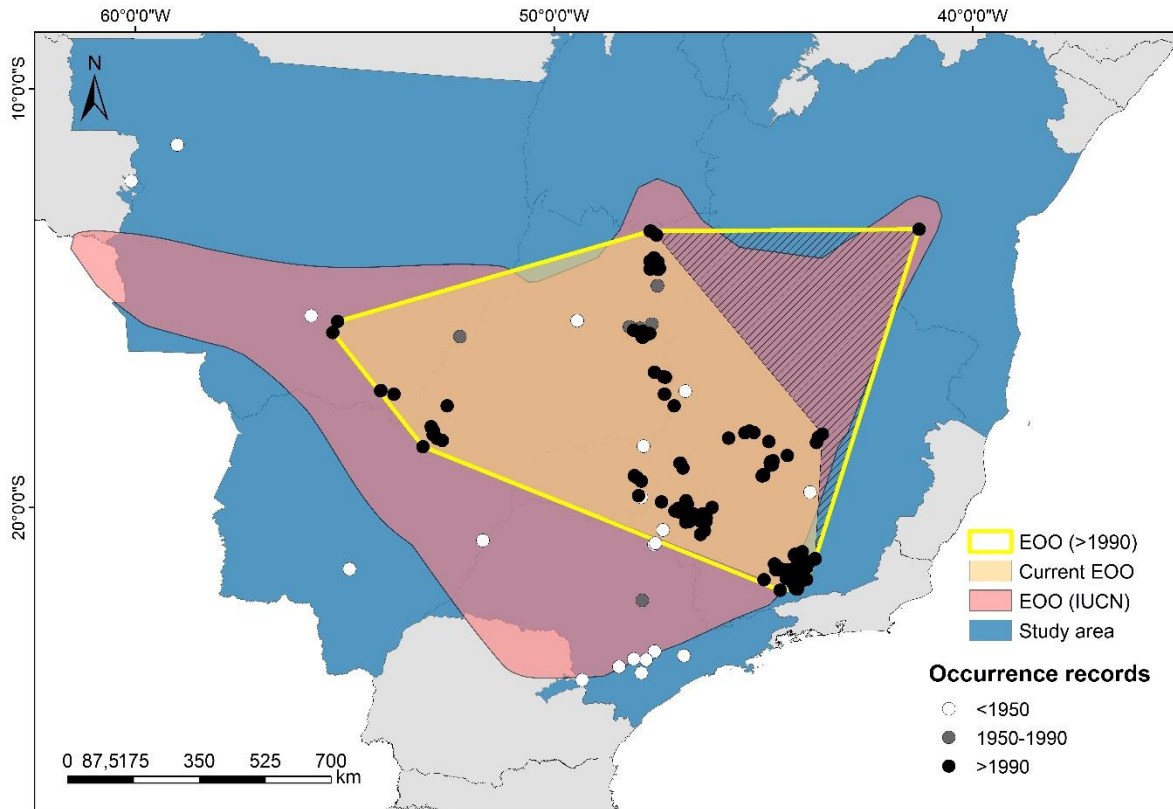 60°0'0"W 50°0'0"W 40°0'0"W
N
10°0'0"S
20°0'0"S
EOO (>1990)
Current EOO
EOO (IUCN)
Study area
Occurrence records
<1950
1950-1990
>1990
0 87,5175 350 525 700
km